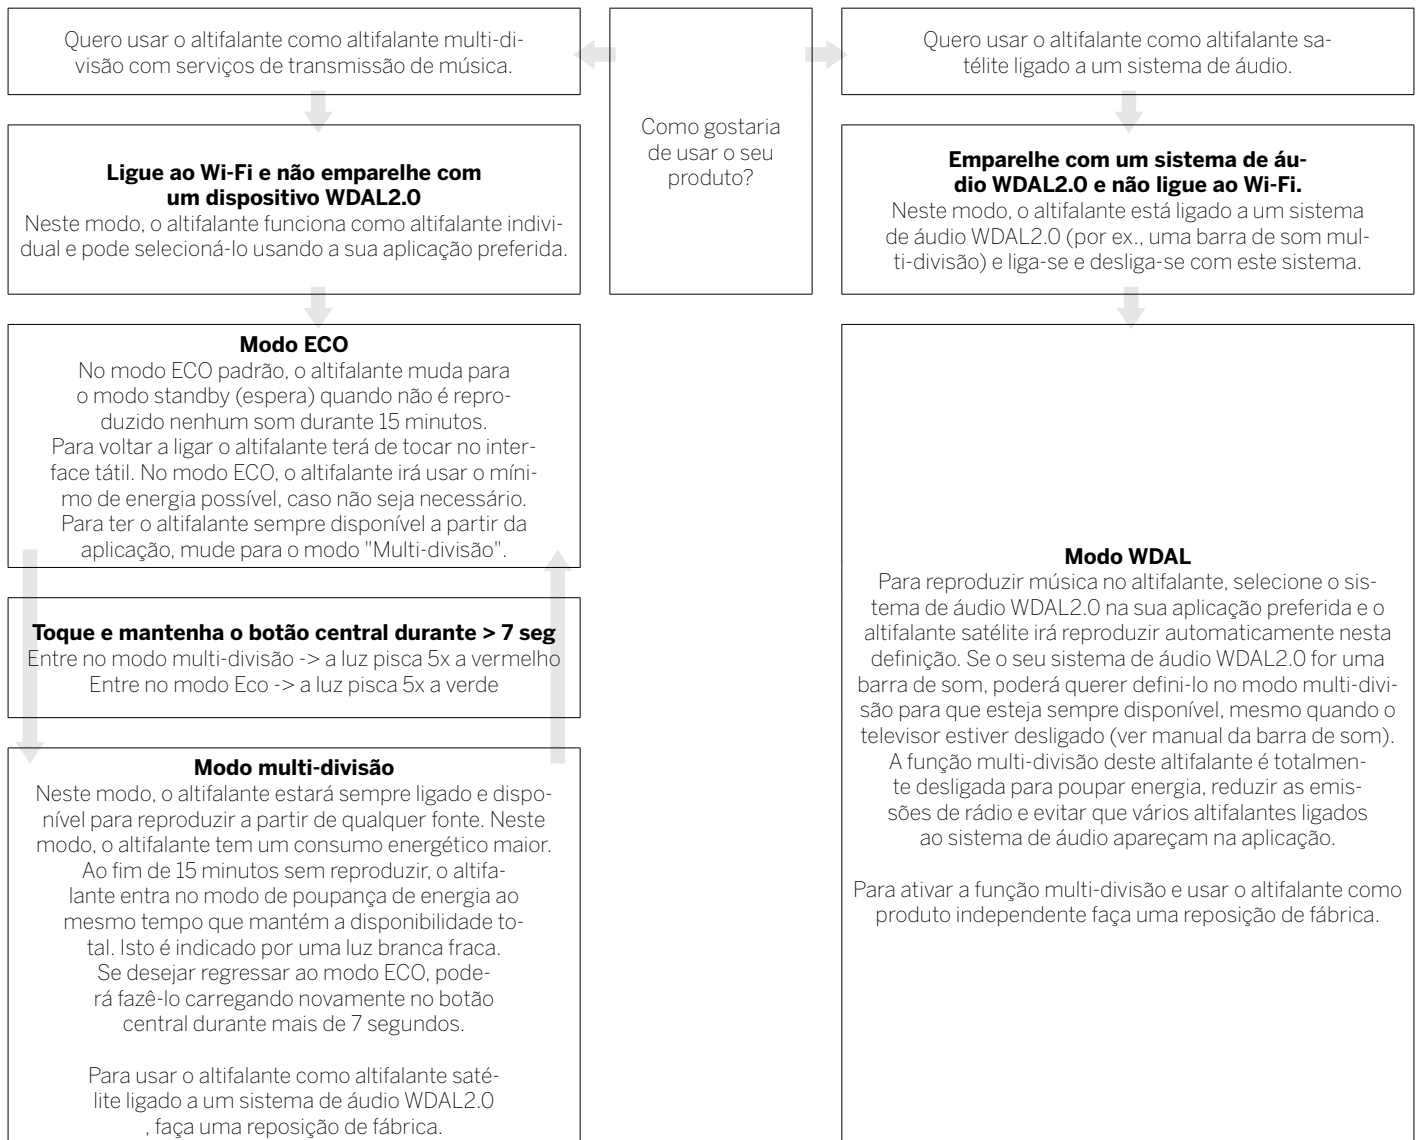 Como gostaria
de usar o seu
produto?
Quero usar o altifalante como altifalante multi-di-
visão com serviços de transmissão de música.
Ligue ao Wi-Fi e não emparelhe com
um dispositivo WDAL2.0
Neste modo, o altifalante funciona como altifalante indivi-
dual e pode selecioná-lo usando a sua aplicação preferida.
Modo ECO
No modo ECO padrão, o altifalante muda para
o modo standby (espera) quando não é repro-
duzido nenhum som durante 15 minutos.
Para voltar a ligar o altifalante terá de tocar no inter-
face tátil. No modo ECO, o altifalante irá usar o míni-
mo de energia possível, caso não seja necessário.
Para ter o altifalante sempre disponível a partir da
aplicação, mude para o modo "Multi-divisão".
Toque e mantenha o botão central durante > 7 seg
Entre no modo multi-divisão -> a luz pisca 5x a vermelho
Entre no modo Eco -> a luz pisca 5x a verde
Modo multi-divisão
Neste modo, o altifalante estará sempre ligado e dispo-
nível para reproduzir a partir de qualquer fonte. Neste
modo, o altifalante tem um consumo energético maior.
Ao fim de 15 minutos sem reproduzir, o altifa-
lante entra no modo de poupança de energia ao
mesmo tempo que mantém a disponibilidade to-
tal. Isto é indicado por uma luz branca fraca.
Se desejar regressar ao modo ECO, pode-
rá fazê-lo carregando novamente no botão
central durante mais de 7 segundos.
Para usar o altifalante como altifalante saté-
lite ligado a um sistema de áudio WDAL2.0
, faça uma reposição de fábrica.
Quero usar o altifalante como altifalante sa-
télite ligado a um sistema de áudio.
Emparelhe com um sistema de áu-
dio WDAL2.0 e não ligue ao Wi-Fi.
Neste modo, o altifalante está ligado a um sistema
de áudio WDAL2.0 (por ex., uma barra de som mul-
ti-divisão) e liga-se e desliga-se com este sistema.
Modo WDAL
Para reproduzir música no altifalante, selecione o sis-
tema de áudio WDAL2.0 na sua aplicação preferida e o
altifalante satélite irá reproduzir automaticamente nesta
definição. Se o seu sistema de áudio WDAL2.0 for uma
barra de som, poderá querer defini-lo no modo multi-divi-
são para que esteja sempre disponível, mesmo quando o
televisor estiver desligado (ver manual da barra de som).
A função multi-divisão deste altifalante é totalmen-
te desligada para poupar energia, reduzir as emis-
sões de rádio e evitar que vários altifalantes ligados
ao sistema de áudio apareçam na aplicação.
Para ativar a função multi-divisão e usar o altifalante como
produto independente faça uma reposição de fábrica.